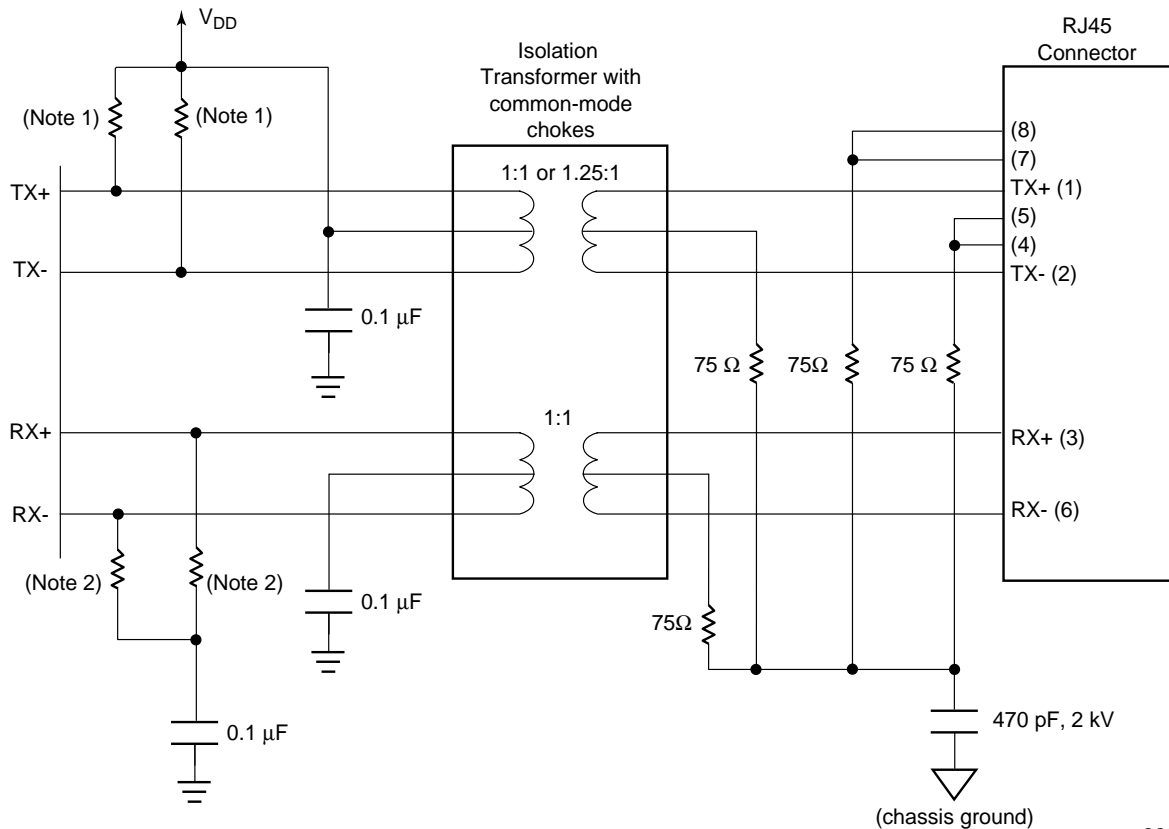 V_DD
RJ45
Connector
Isolation
Transformer with
common-mode
chokes
(Note 1)
(Note 1)
(8)
(7)
1:1 or 1.25:1
TX+
TX+ (1)
(5)
(4)
TX-
TX- (2)
0.1 µF
75 Ω
75Ω
75 Ω
1:1
RX+
RX+ (3)
RX-
RX- (6)
(Note 2)
(Note 2)
0.1 µF
75Ω
0.1 µF
470 pF, 2 kV
(chassis ground)